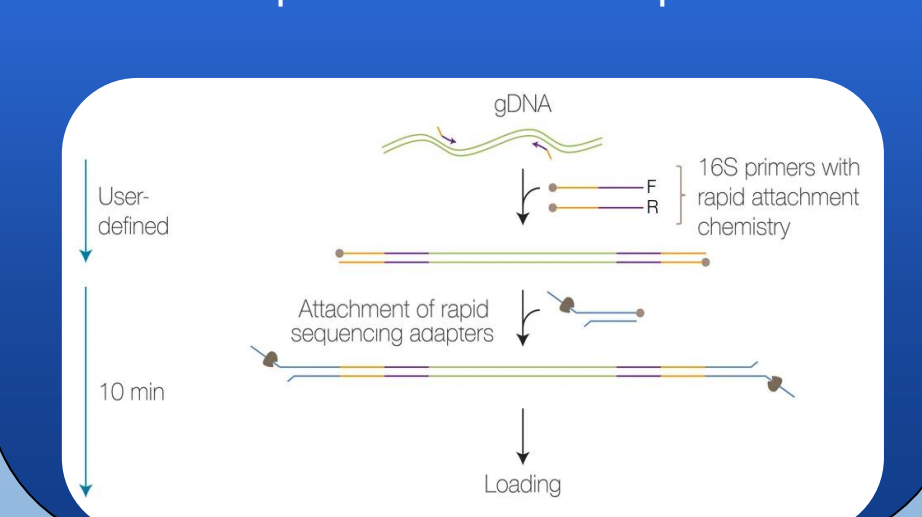 gDNA
User-
defined
F
R
16S primers with
rapid attachment
chemistry
Attachment of rapid
sequencing adapters
10 min
Loading